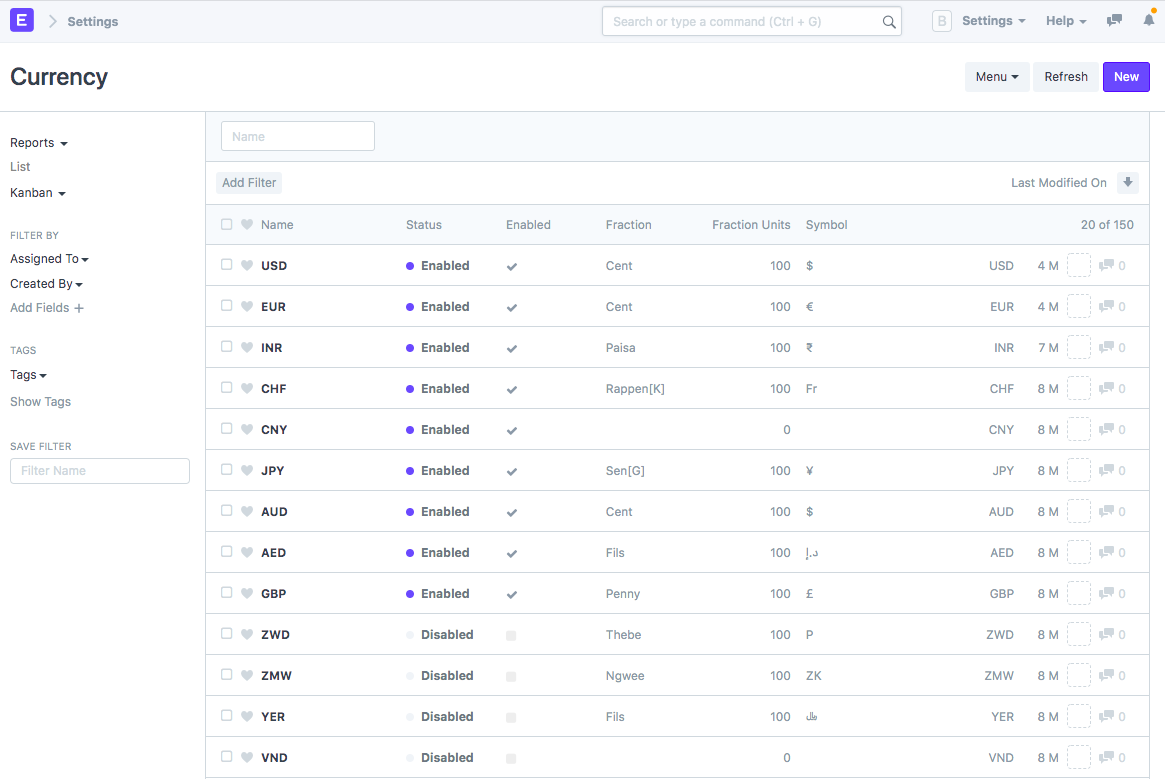 E Settings Search or type a command (Ctrl + G) B Settings Help
Currency Menu Refresh New
Reports
List
Kanban
FILTER BY
Assigned To
Created By
Add Fields +
TAGS
Tags
Show Tags
SAVE FILTER
Filter Name
Name
Add Filter Last Modified On
Name Status Enabled Fraction Fraction Units Symbol 20 of 150
USD Enabled Cent 100 $ USD 4 M 0
EUR Enabled Cent 100 € EUR 4 M 0
INR Enabled Paisa 100 ₹ INR 7 M 0
CHF Enabled Rappen[K] 100 Fr CHF 8 M 0
CNY Enabled 0 CNY 8 M 0
JPY Enabled Sen[G] 100 ¥ JPY 8 M 0
AUD Enabled Cent 100 $ AUD 8 M 0
AED Enabled Fils 100 د.إ AED 8 M 0
GBP Enabled Penny 100 £ GBP 8 M 0
ZWD Disabled Thebe 100 P ZWD 8 M 0
ZMW Disabled Ngwee 100 ZK ZMW 8 M 0
YER Disabled Fils 100 ﷼ YER 8 M 0
VND Disabled 0 VND 8 M 0